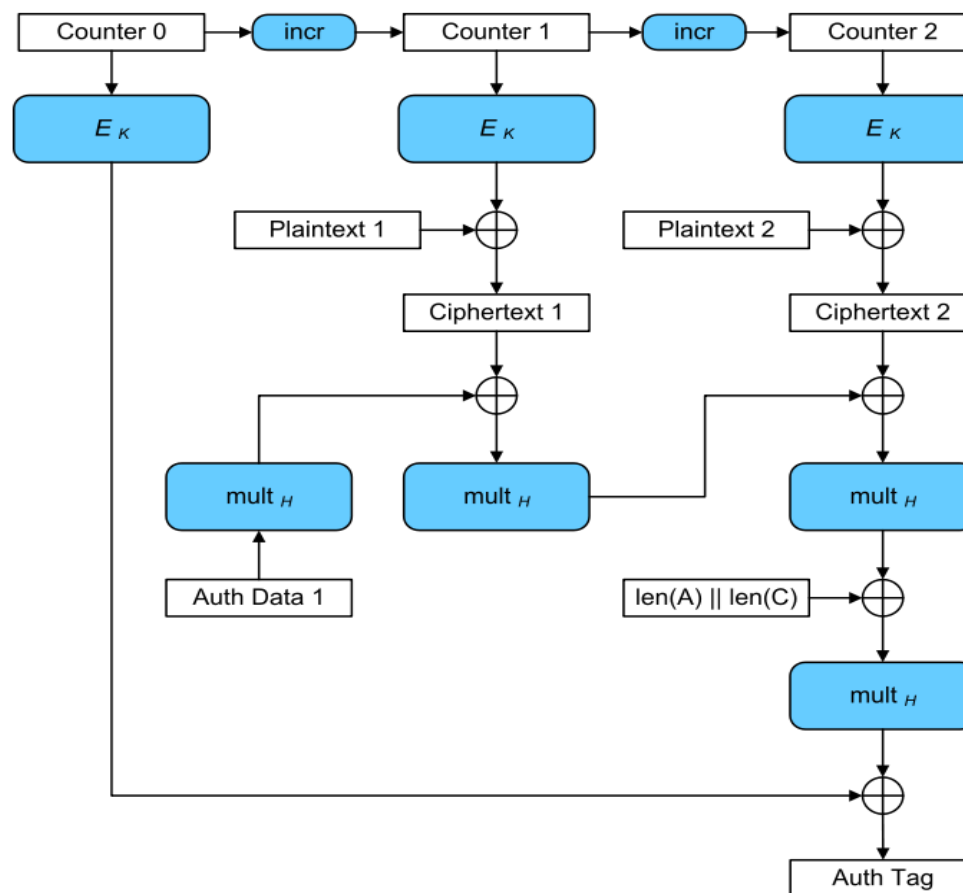 Counter 0
incr
Counter 1
incr
Counter 2
E K
E K
E K
Plaintext 1
Plaintext 2
Ciphertext 1
Ciphertext 2
mult H
mult H
mult H
Auth Data 1
len(A) || len(C)
mult H
Auth Tag